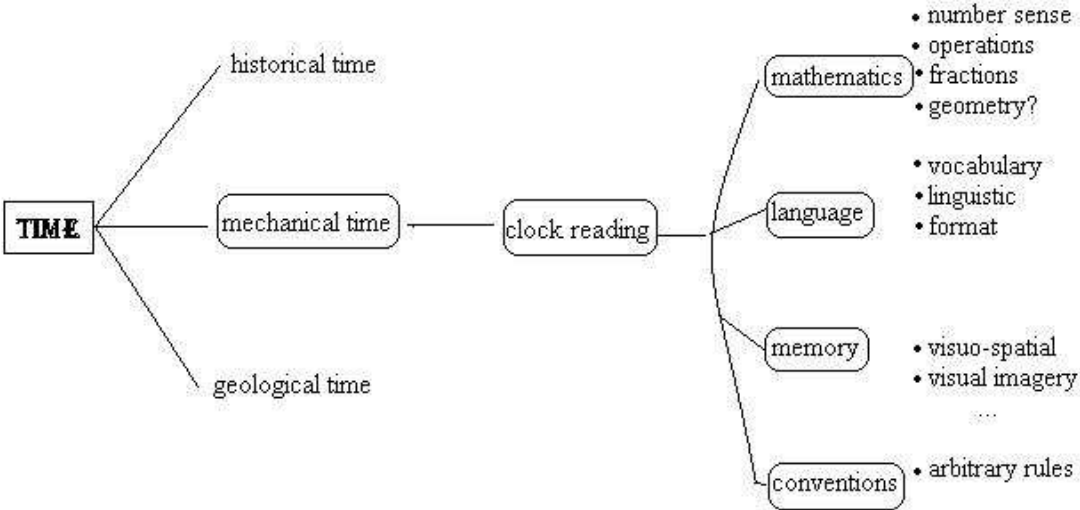 TIME
historical time
mechanical time
geological time
clock reading
mathematics
• number sense
• operations
• fractions
• geometry?
language
• vocabulary
• linguistic
• format
memory
• visuo-spatial
• visual imagery
...
conventions
• arbitrary rules